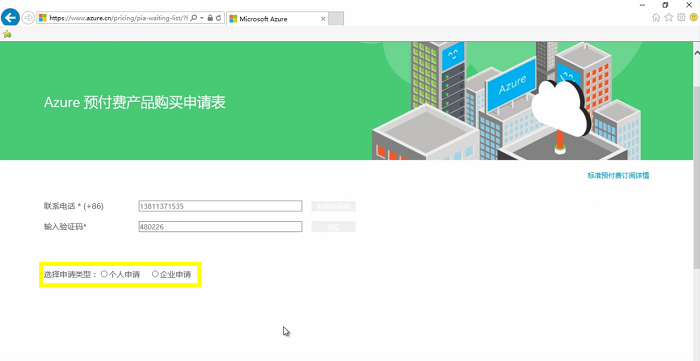 https://www.azure.cn/pricing/pia-waiting-list/?l
Microsoft Azure
Azure
Azure 预付费产品购买申请表
标准预付费订阅详情
联系电话 * (+86)
13811371535
输入验证码*
480226
选择申请类型：
个人申请
企业申请